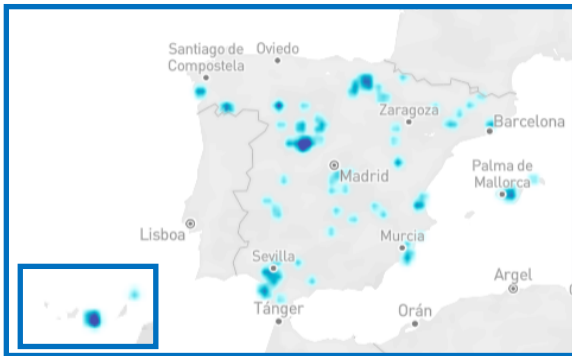 Santiago de
Compostela
Oviedo
Zaragoza
Barcelona
Madrid
Palma de
Mallorca
Lisboa
Sevilla
Murcia
Argel
Tánger
Orán